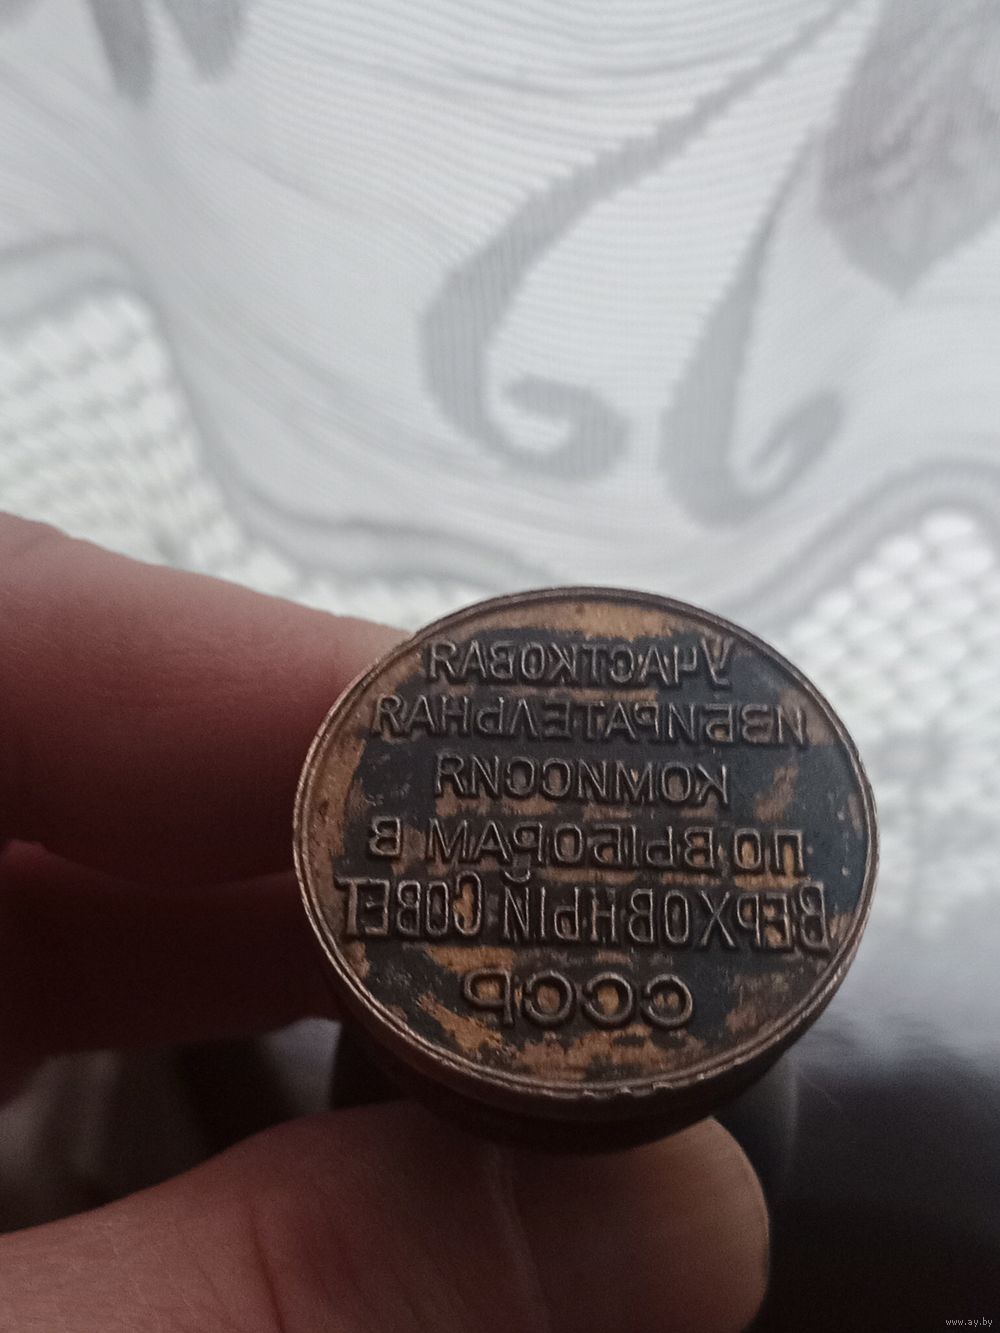 УЧАСТКОВАЯ
ИЗБИРАТЕЛЬНАЯ
КОМИССИЯ
ПО ВЫБОРАМ В
ВЕРХОВНЫЙ СОВЕТ
СССР
www.ay.by